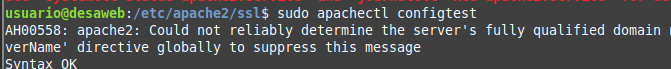 usuario@desaweb:/etc/apache2/ssl$ sudo apachectl configtest
AH00558: apache2: Could not reliably determine the server's fully qualified domain
verName' directive globally to suppress this message
Syntax OK